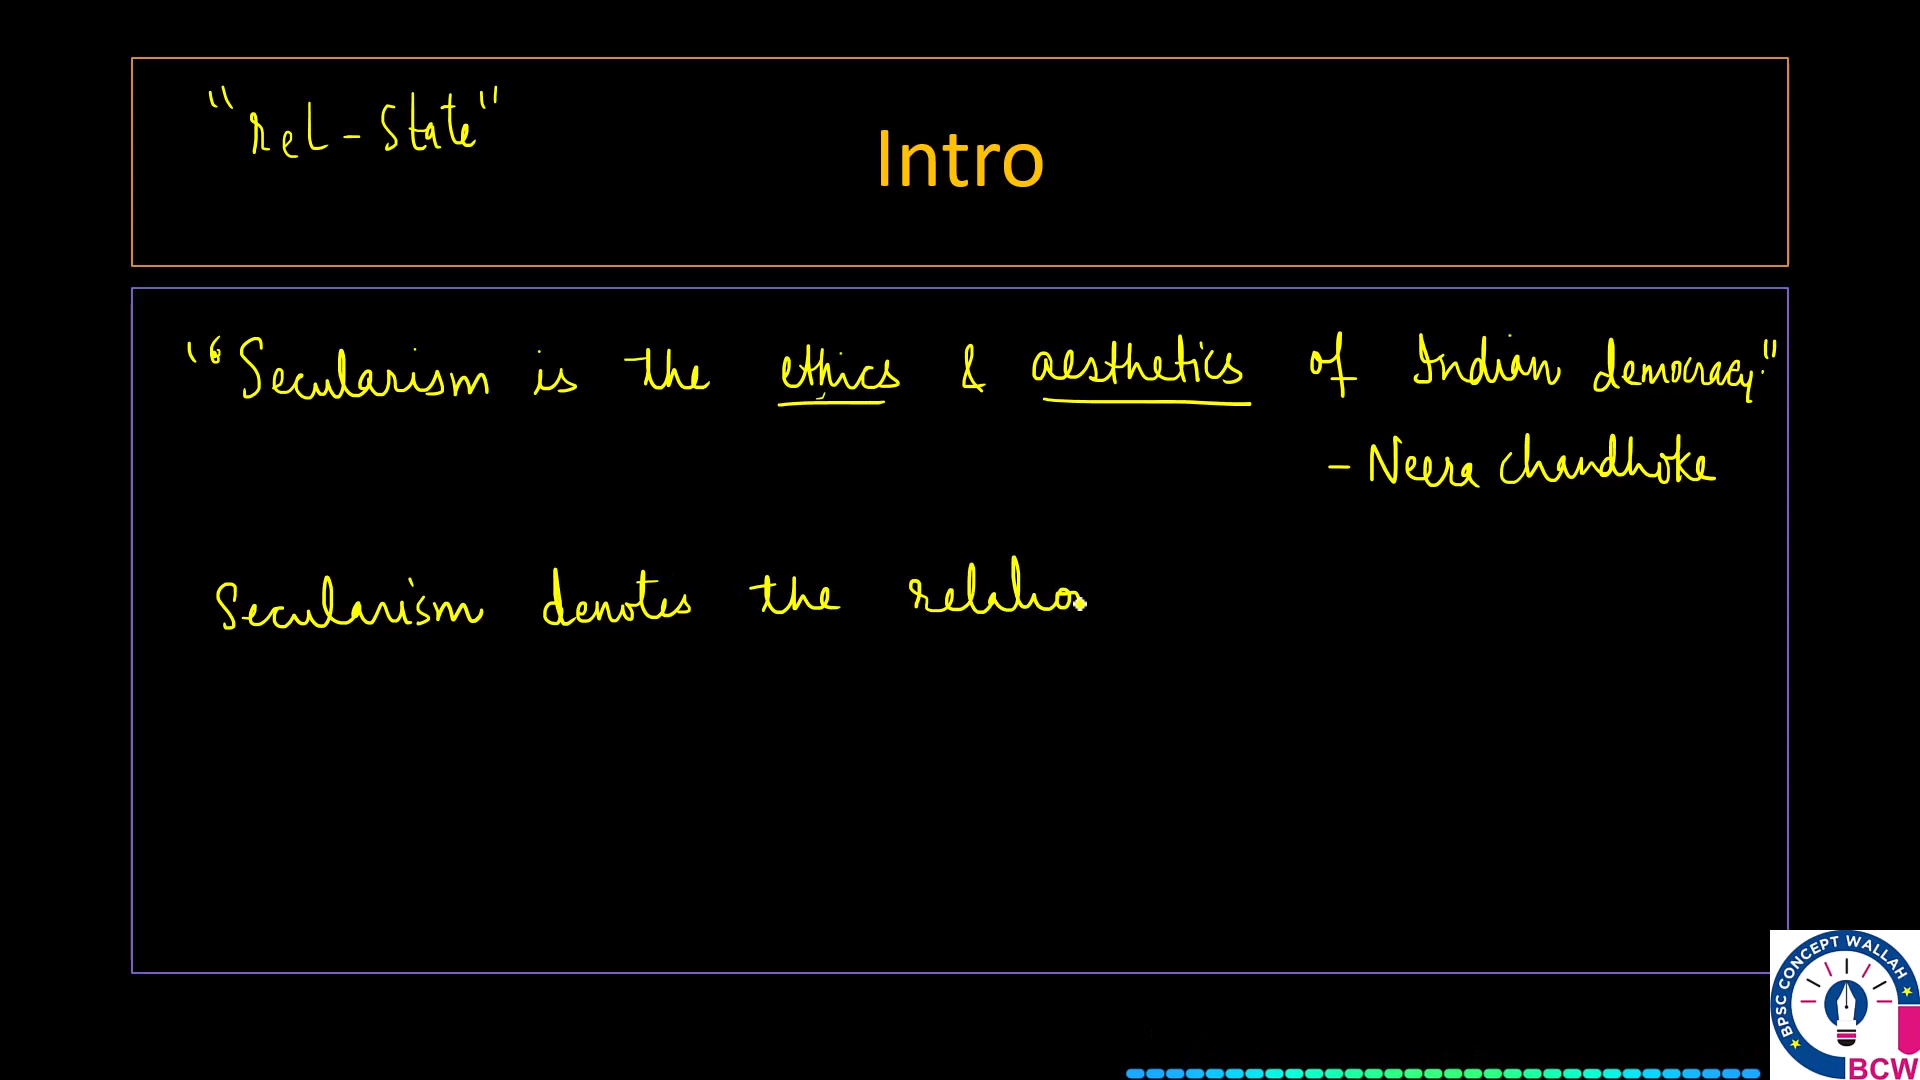 "rel - State"
Intro
"Secularism is the ethics & aesthetics of Indian democracy."
- Neera Chandhoke
Secularism denotes the relatio
BPSC CONCEPT WALLAH
BCW